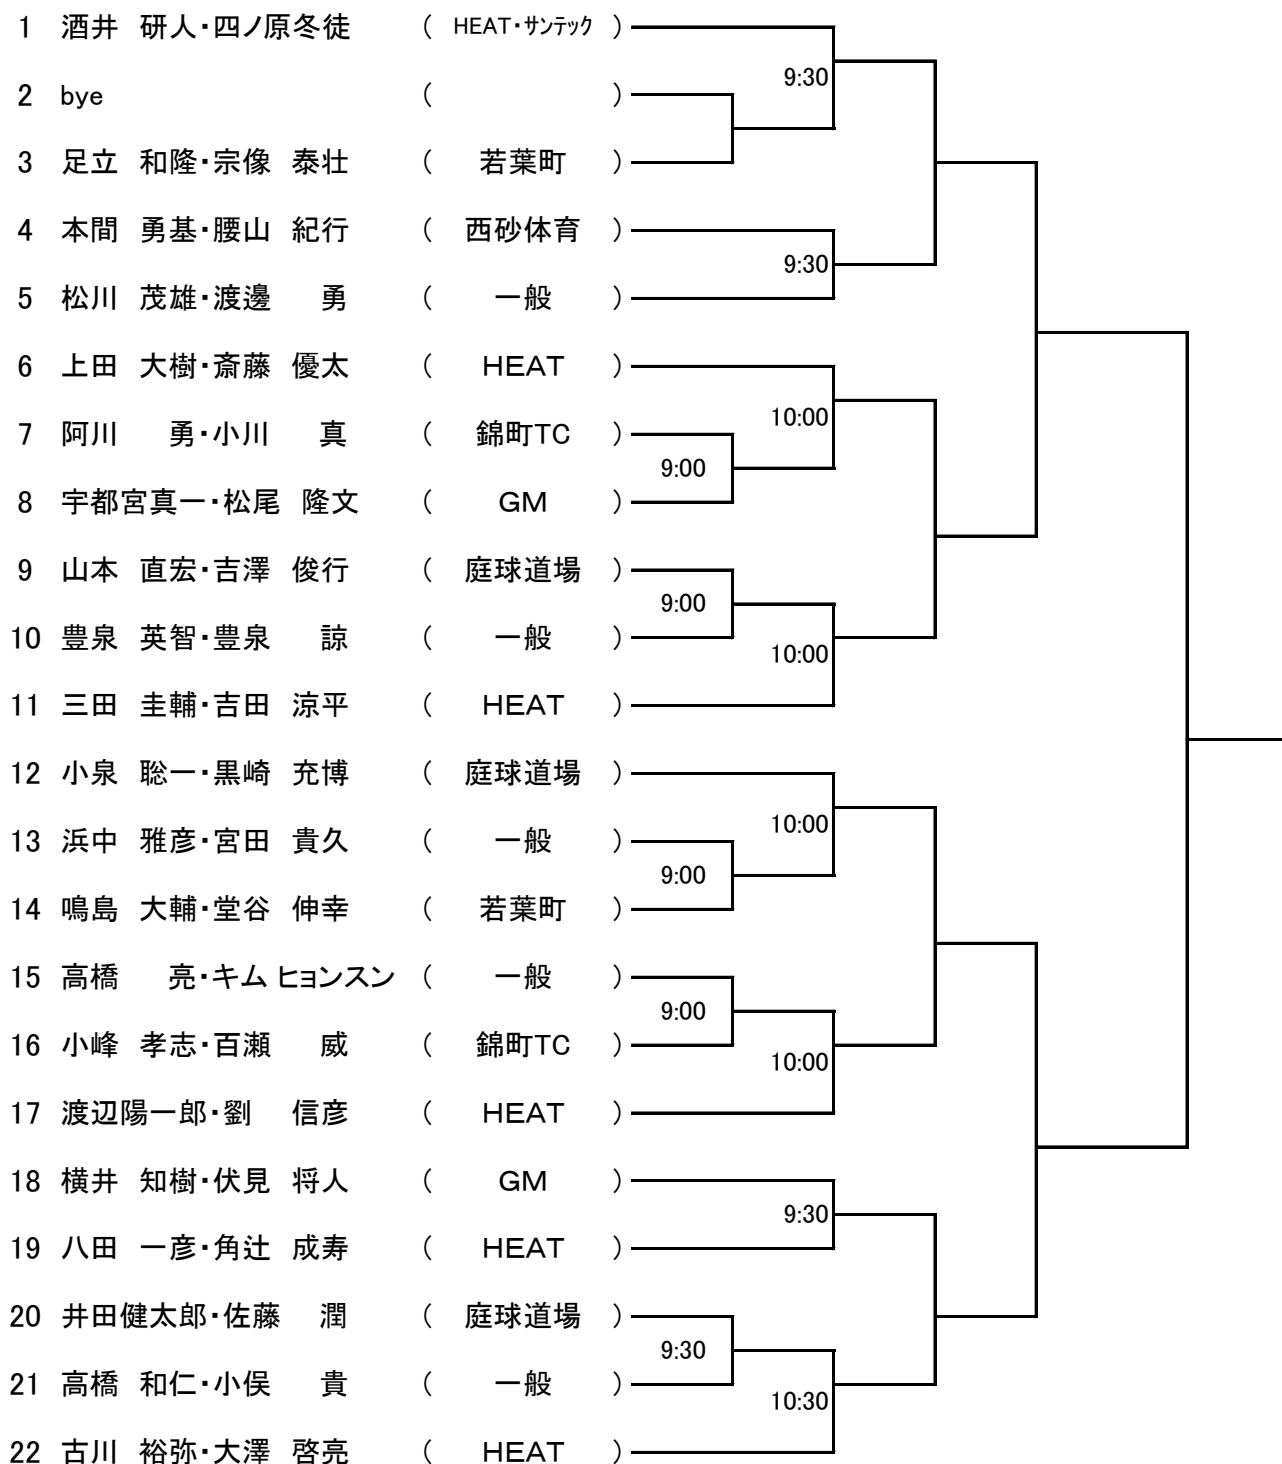 1 酒井 研人・四ノ原冬徒 ( HEAT・サンテック )
9:30
2 bye ( )
3 足立 和隆・宗像 泰壮 ( 若葉町 )
4 本間 勇基・腰山 紀行 ( 西砂体育 )
9:30
5 松川 茂雄・渡邊 勇 ( 一般 )
6 上田 大樹・斎藤 優太 ( HEAT )
10:00
7 阿川 勇・小川 真 ( 錦町TC )
9:00
8 宇都宮真一・松尾 隆文 ( GM )
9 山本 直宏・吉澤 俊行 ( 庭球道場 )
9:00
10 豊泉 英智・豊泉 諒 ( 一般 )
10:00
11 三田 圭輔・吉田 涼平 ( HEAT )
12 小泉 聡一・黒崎 充博 ( 庭球道場 )
10:00
13 浜中 雅彦・宮田 貴久 ( 一般 )
9:00
14 鳴島 大輔・堂谷 伸幸 ( 若葉町 )
15 高橋 亮・キム ヒョンスン ( 一般 )
9:00
16 小峰 孝志・百瀬 威 ( 錦町TC )
10:00
17 渡辺陽一郎・劉 信彦 ( HEAT )
18 横井 知樹・伏見 将人 ( GM )
9:30
19 八田 一彦・角辻 成寿 ( HEAT )
20 井田健太郎・佐藤 潤 ( 庭球道場 )
9:30
21 高橋 和仁・小俣 貴 ( 一般 )
10:30
22 古川 裕弥・大澤 啓亮 ( HEAT )